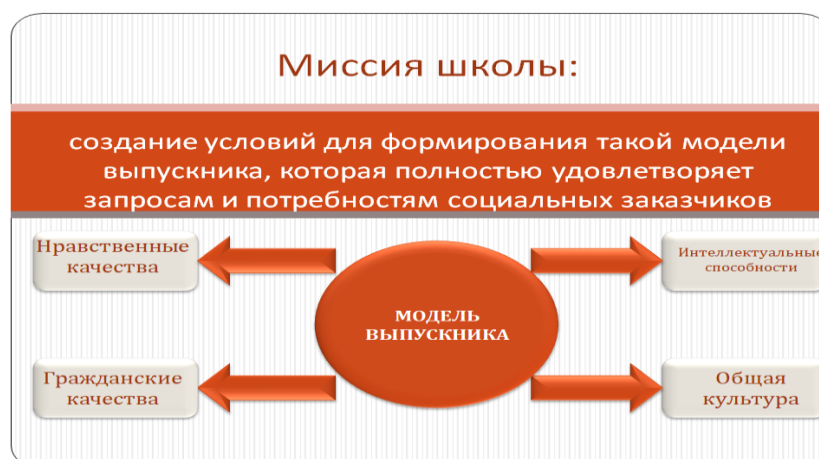 Миссия школы:
создание условий для формирования такой модели
выпускника, которая полностью удовлетворяет
запросам и потребностям социальных заказчиков
Нравственные
качества
Интеллектуальные
способности
МОДЕЛЬ
ВЫПУСКНИКА
Гражданские
качества
Общая
культура